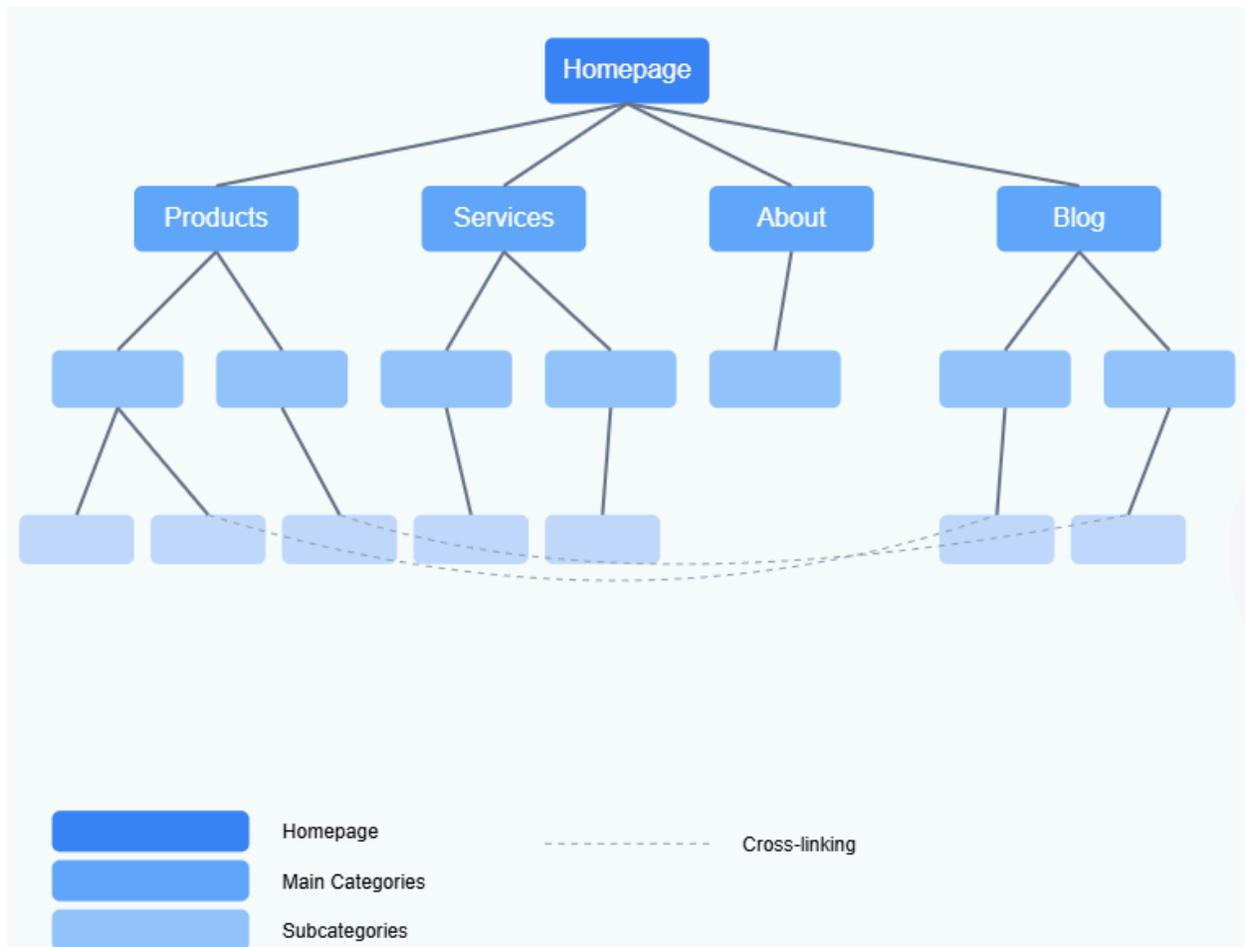 Homepage
Products
Services
About
Blog
Homepage
Cross-linking
Main Categories
Subcategories